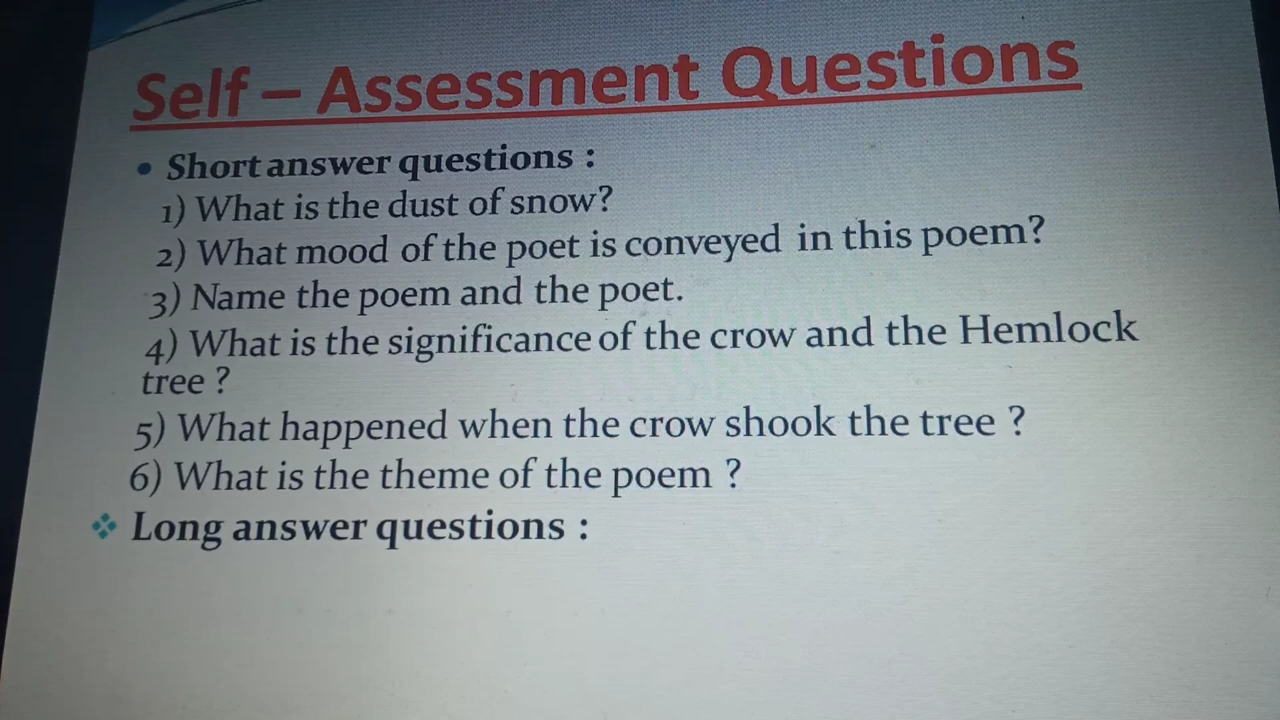 Self – Assessment Questions
• Short answer questions :
1) What is the dust of snow?
2) What mood of the poet is conveyed in this poem?
3) Name the poem and the poet.
4) What is the significance of the crow and the Hemlock
tree ?
5) What happened when the crow shook the tree ?
6) What is the theme of the poem ?
❖ Long answer questions :